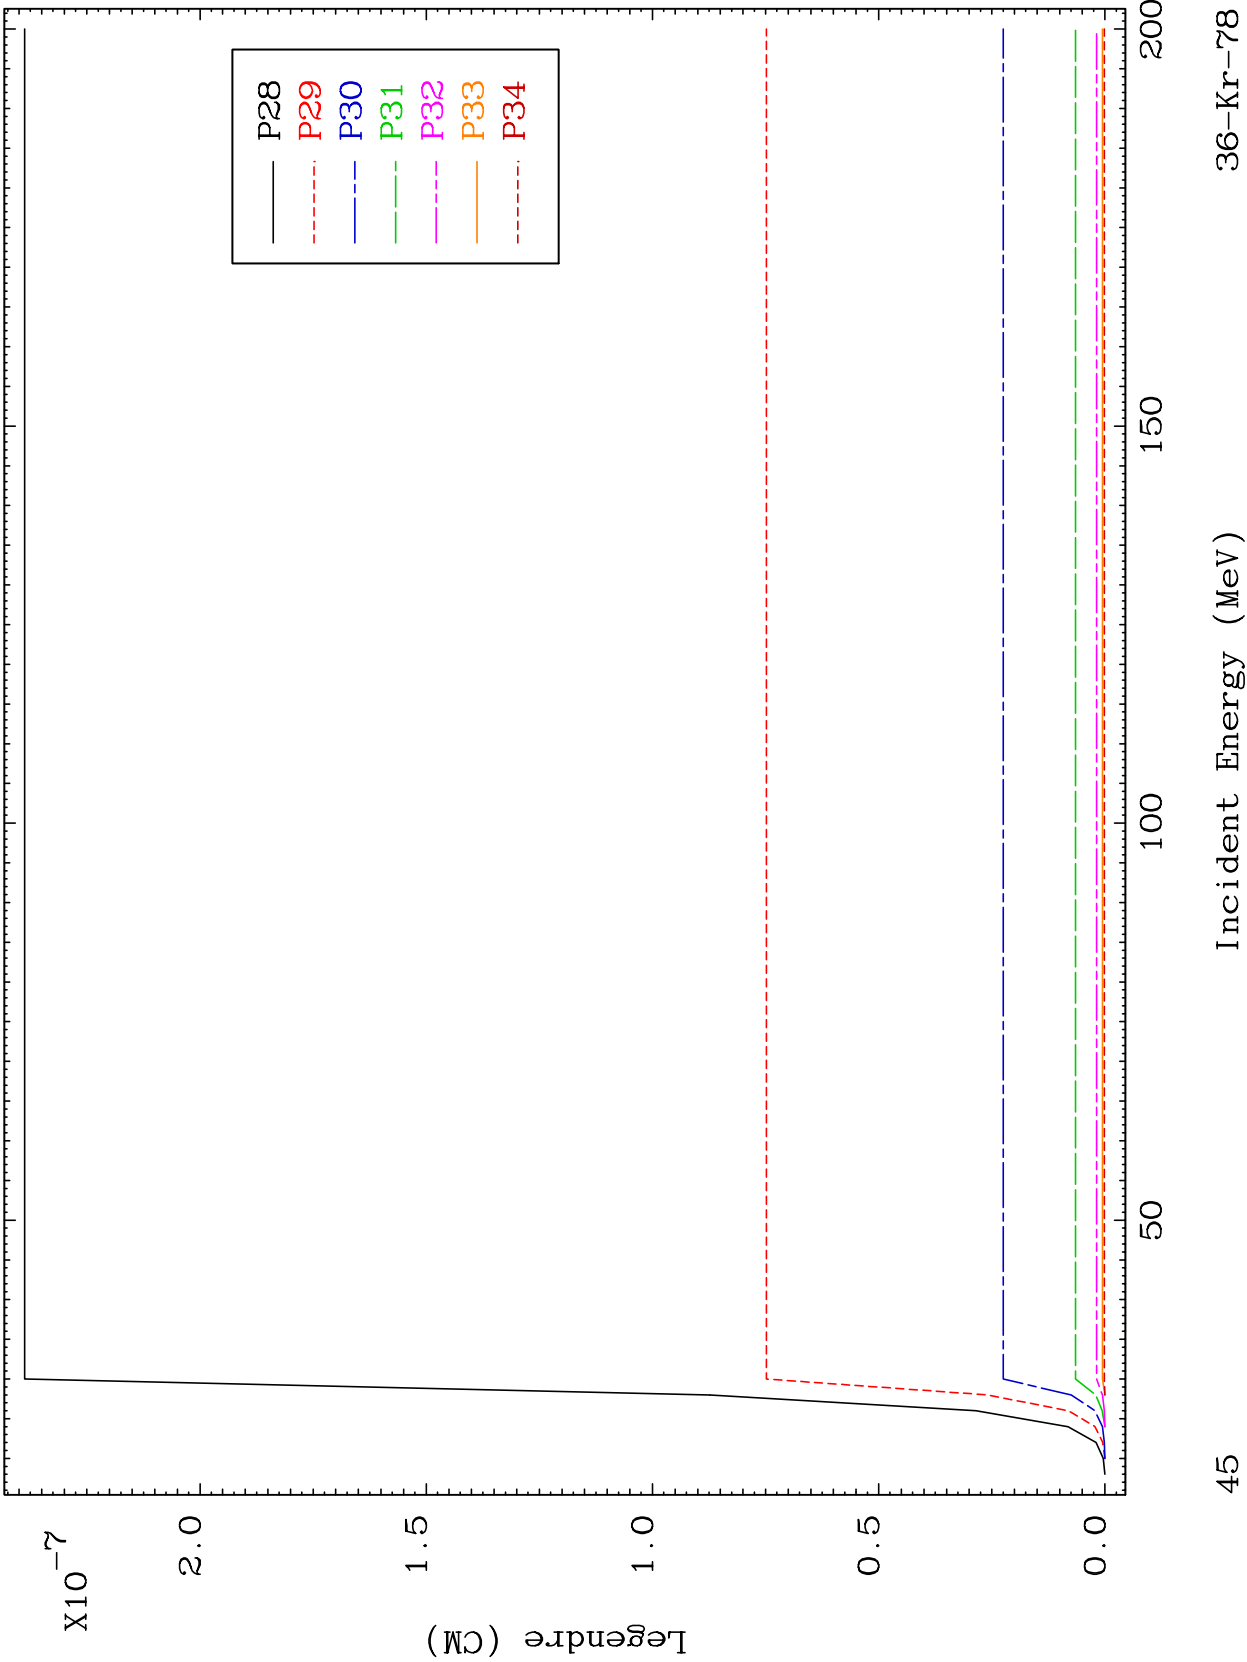 X10-7
2.0
1.5
1.0
0.5
0.0
Legendre (CM)
P28
P29
P30
P31
P32
P33
P34
50
100
150
200
Incident Energy (MeV)
45
36-Kr-78